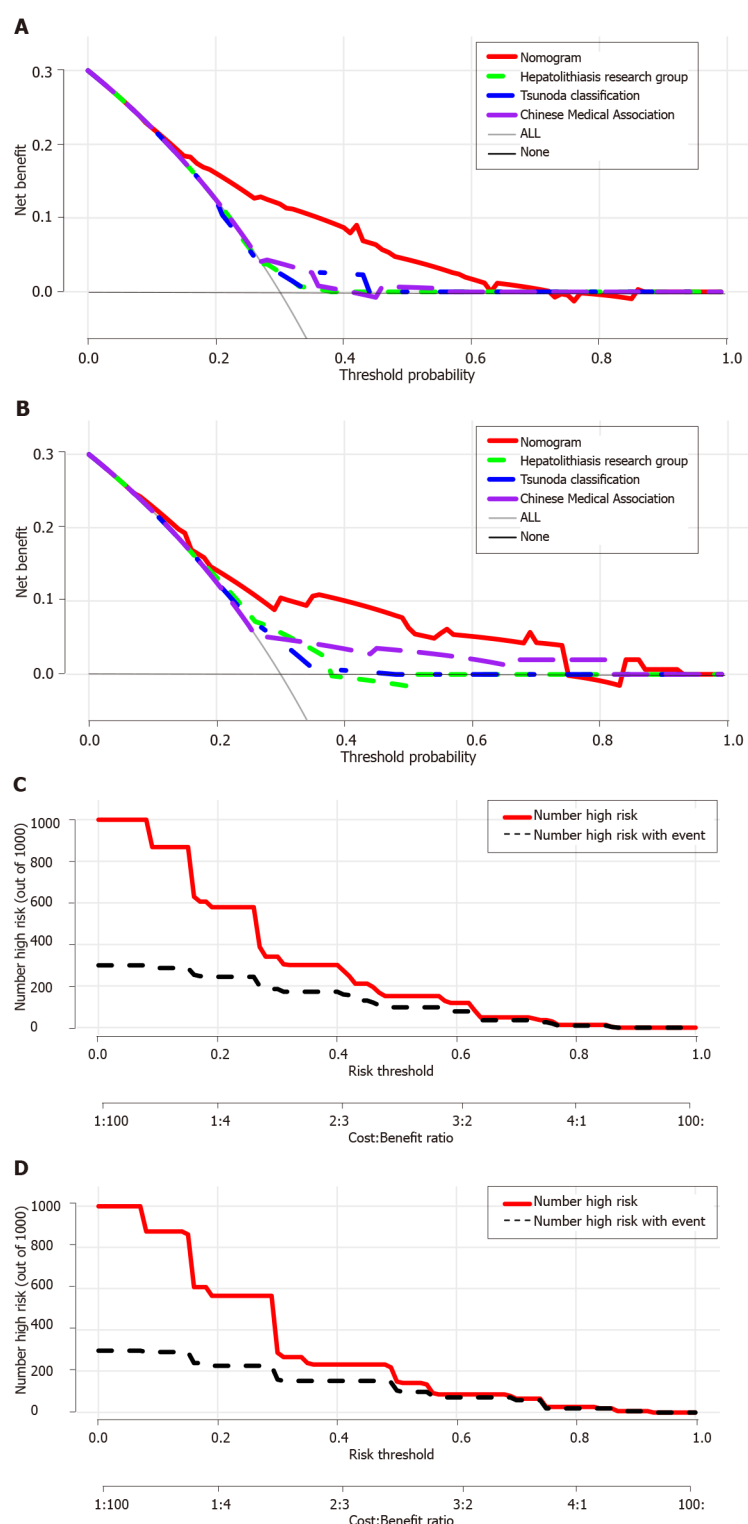 A
Nomogram
Hepatolithiasis research group
Tsunoda classification
Chinese Medical Association
ALL
None
Net benefit
0.3
0.2
0.1
0.0
0.0 0.2 0.4 0.6 0.8 1.0
Threshold probability
B
Nomogram
Hepatolithiasis research group
Tsunoda classification
Chinese Medical Association
ALL
None
Net benefit
0.3
0.2
0.1
0.0
0.0 0.2 0.4 0.6 0.8 1.0
Threshold probability
C
Number high risk
Number high risk with event
Number high risk (out of 1000)
1000
800
600
400
200
0
0.0 0.2 0.4 0.6 0.8 1.0
Risk threshold
1:100 1:4 2:3 3:2 4:1 100:
Cost:Benefit ratio
D
Number high risk
Number high risk with event
Number high risk (out of 1000)
1000
800
600
400
200
0
0.0 0.2 0.4 0.6 0.8 1.0
Risk threshold
1:100 1:4 2:3 3:2 4:1 100:
Cost:Benefit ratio